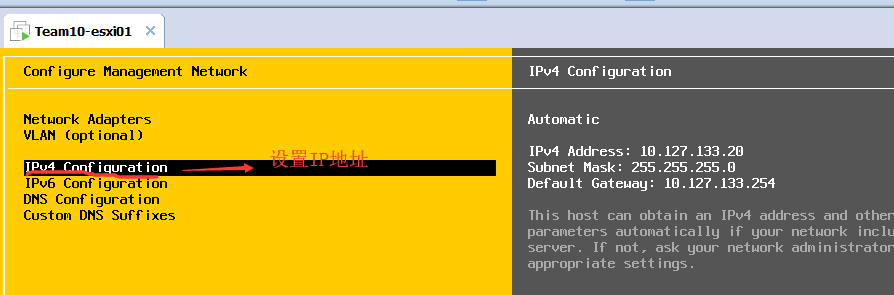 Team10-esxi01
Configure Management Network
Network Adapters
VLAN (optional)
IPv4 Configuration
设置IP地址
IPv6 Configuration
DNS Configuration
Custom DNS Suffixes
IPv4 Configuration
Automatic
IPv4 Address: 10.127.133.20
Subnet Mask: 255.255.255.0
Default Gateway: 10.127.133.254
This host can obtain an IPv4 address and other
parameters automatically if your network inclu
server. If not, ask your network administrator
appropriate settings.